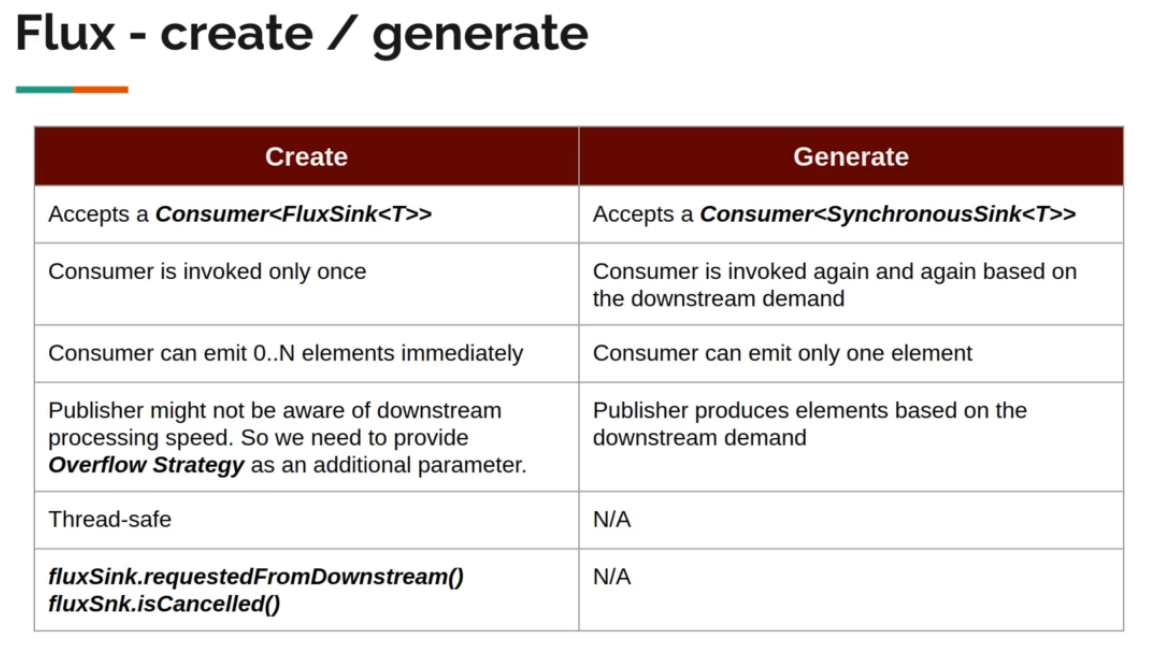 Flux - create / generate
Create
Generate
Accepts a Consumer<FluxSink<T>>
Accepts a Consumer<SynchronousSink<T>>
Consumer is invoked only once
Consumer is invoked again and again based on
the downstream demand
Consumer can emit 0..N elements immediately
Consumer can emit only one element
Publisher might not be aware of downstream
processing speed. So we need to provide
Overflow Strategy as an additional parameter.
Publisher produces elements based on the
downstream demand
Thread-safe
N/A
fluxSink.requestedFromDownstream()
fluxSnk.isCancelled()
N/A